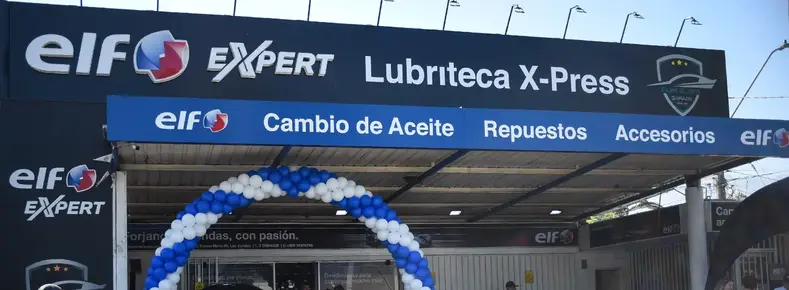 elf EXPERT Lubriteca X-Press
elf Cambio de Aceite Repuestos Accesorios elf
elf
EXPERT
con pasión.
elf